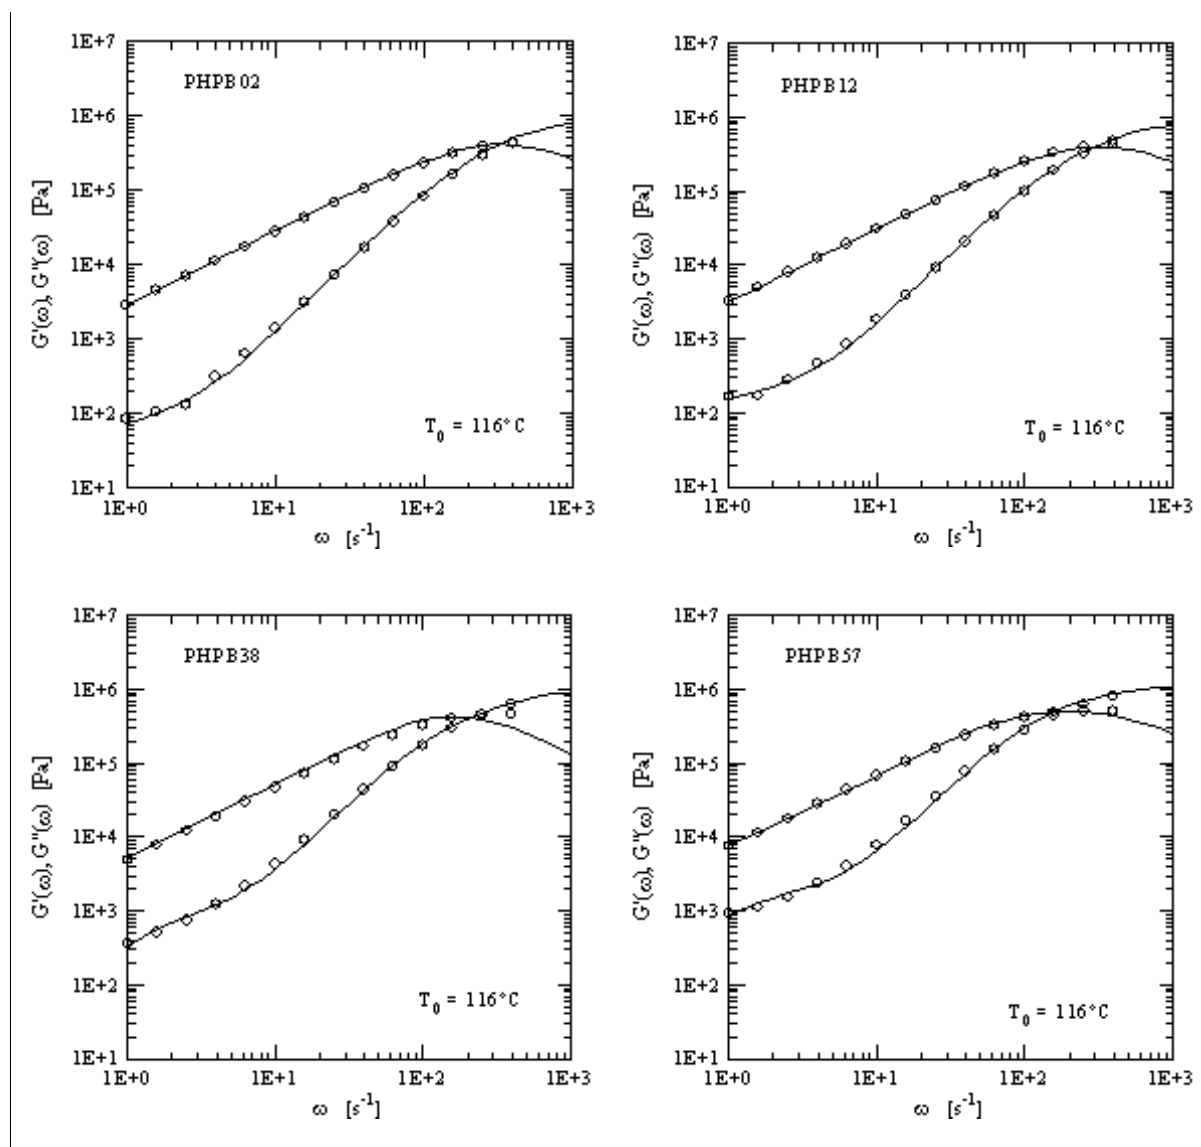 PHPB02
1E+7
1E+6
1E+5
1E+4
1E+3
1E+2
1E+1
G'(ω), G''(ω) [Pa]
T₀ = 116°C
1E+0 1E+1 1E+2 1E+3
ω [s⁻¹]
PHPB12
1E+7
1E+6
1E+5
1E+4
1E+3
1E+2
1E+1
G'(ω), G''(ω) [Pa]
T₀ = 116°C
1E+0 1E+1 1E+2 1E+3
ω [s⁻¹]
PHPB38
1E+7
1E+6
1E+5
1E+4
1E+3
1E+2
1E+1
G'(ω), G''(ω) [Pa]
T₀ = 116°C
1E+0 1E+1 1E+2 1E+3
ω [s⁻¹]
PHPB57
1E+7
1E+6
1E+5
1E+4
1E+3
1E+2
1E+1
G'(ω), G''(ω) [Pa]
T₀ = 116°C
1E+0 1E+1 1E+2 1E+3
ω [s⁻¹]